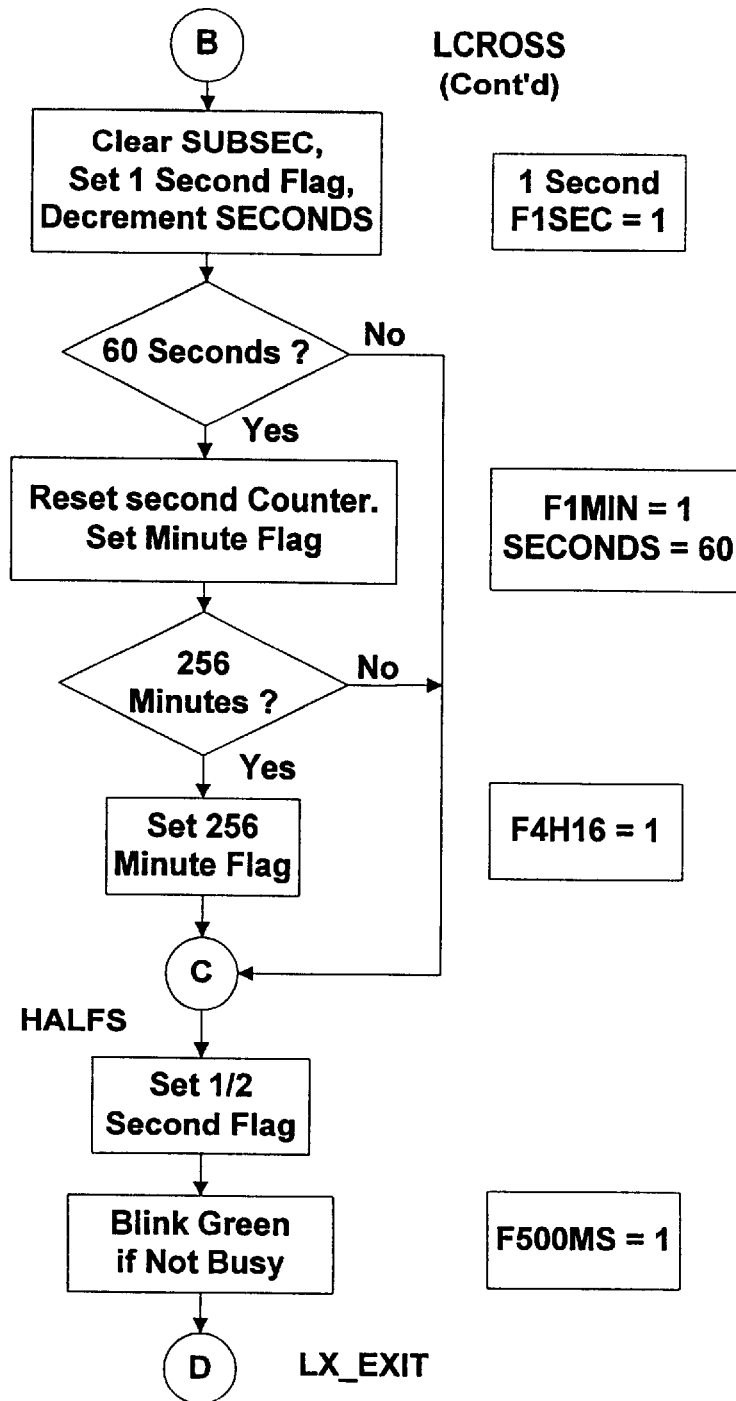 B
LCROSS
(Cont'd)
Clear SUBSEC,
Set 1 Second Flag,
Decrement SECONDS
1 Second
F1SEC = 1
60 Seconds ?
No
Yes
Reset second Counter.
Set Minute Flag
F1MIN = 1
SECONDS = 60
256
Minutes ?
No
Yes
Set 256
Minute Flag
F4H16 = 1
C
HALFS
Set 1/2
Second Flag
Blink Green
if Not Busy
F500MS = 1
D
LX_EXIT